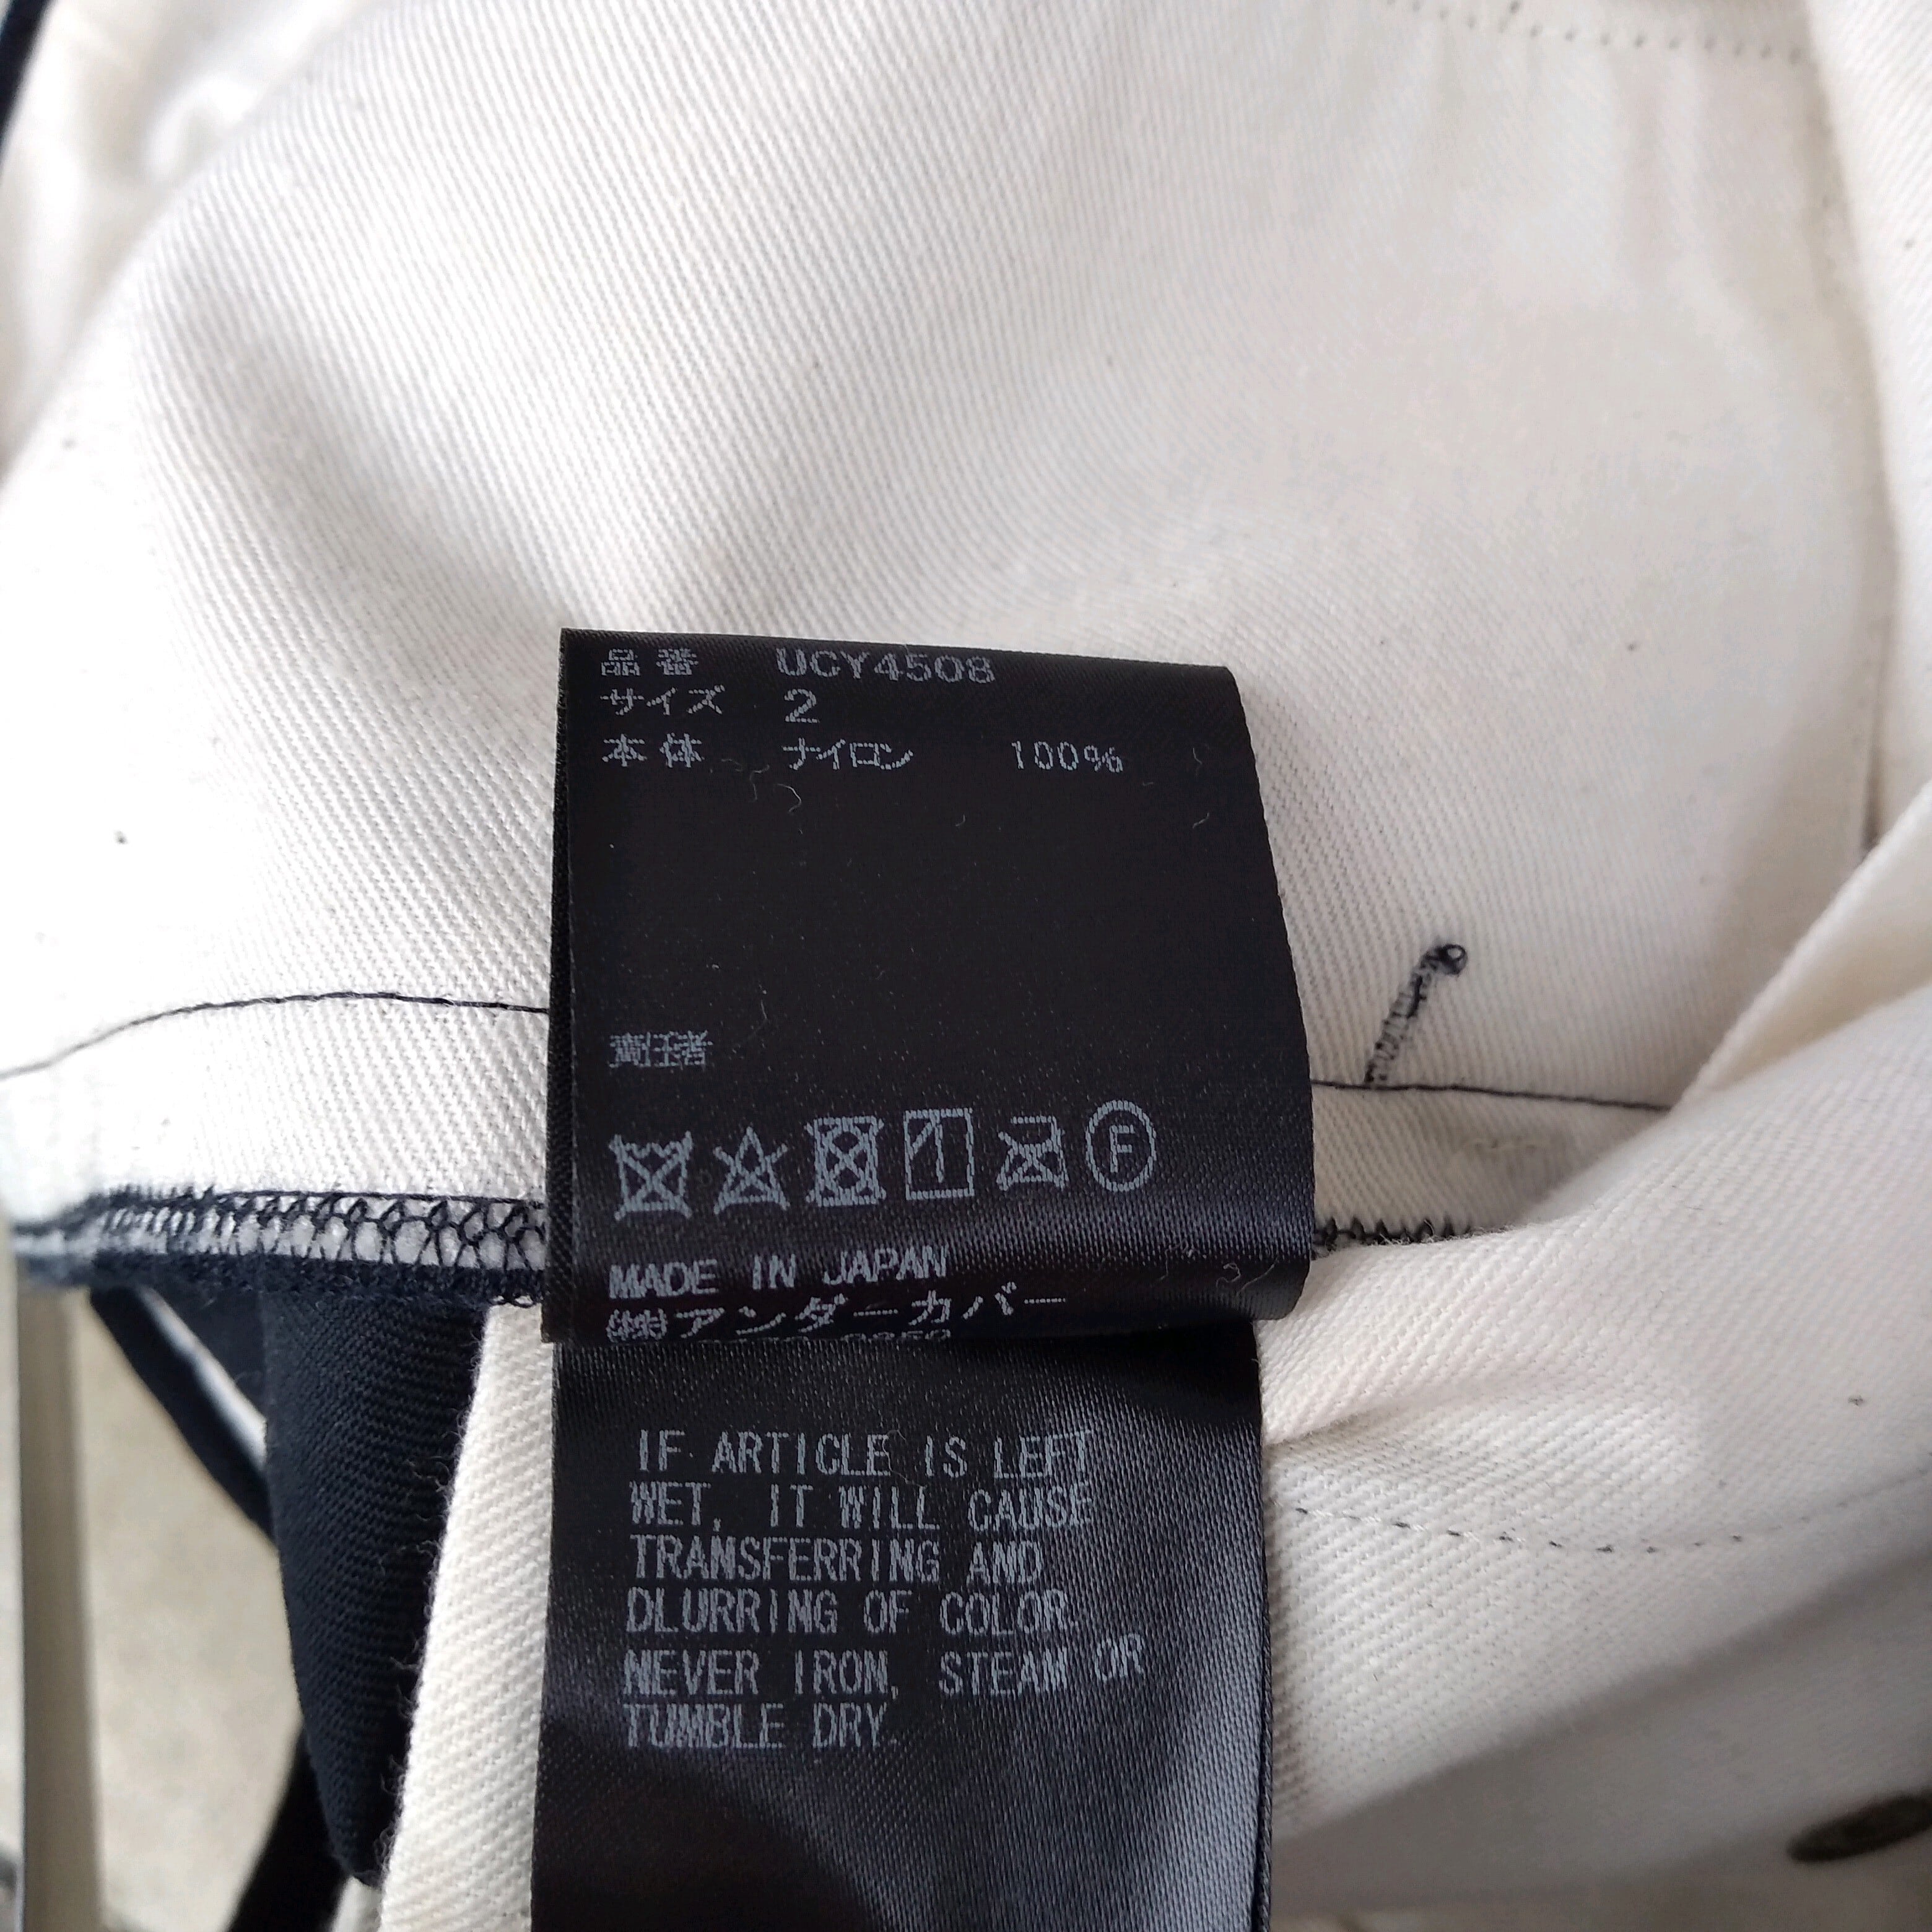 品番 UCY4508
サイズ 2
本体 ナイロン 100%
責任者
F
MADE IN JAPAN
㈱アンダーカバー
IF ARTICLE IS LEFT
WET, IT WILL CAUSE
TRANSFERRING AND
DLURRING OF COLOR
NEVER IRON, STEAM OR
TUMBLE DRY.